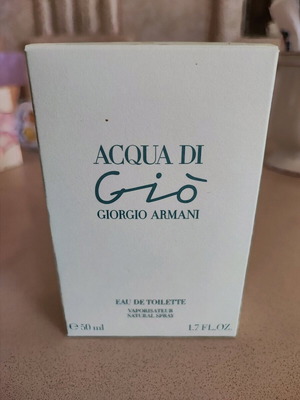 ACQUA DI
Giò
GIORGIO ARMANI
EAU DE TOILETTE
VAPORISATEUR
NATURAL SPRAY
℮ 50 ml 1.7 FL.OZ.